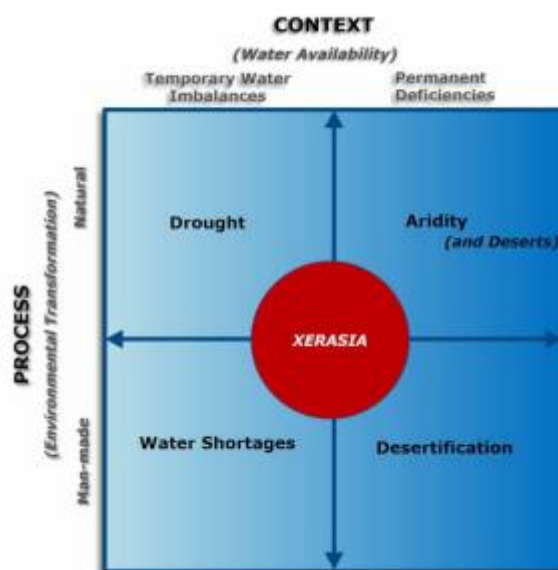 CONTEXT
(Water Availability)
Temporary Water
Imbalances
Permanent
Deficiencies
PROCESS
(Environmental Transformation)
Natural
Man-made
Drought
Aridity
(and Deserts)
XERASIA
Water Shortages
Desertification